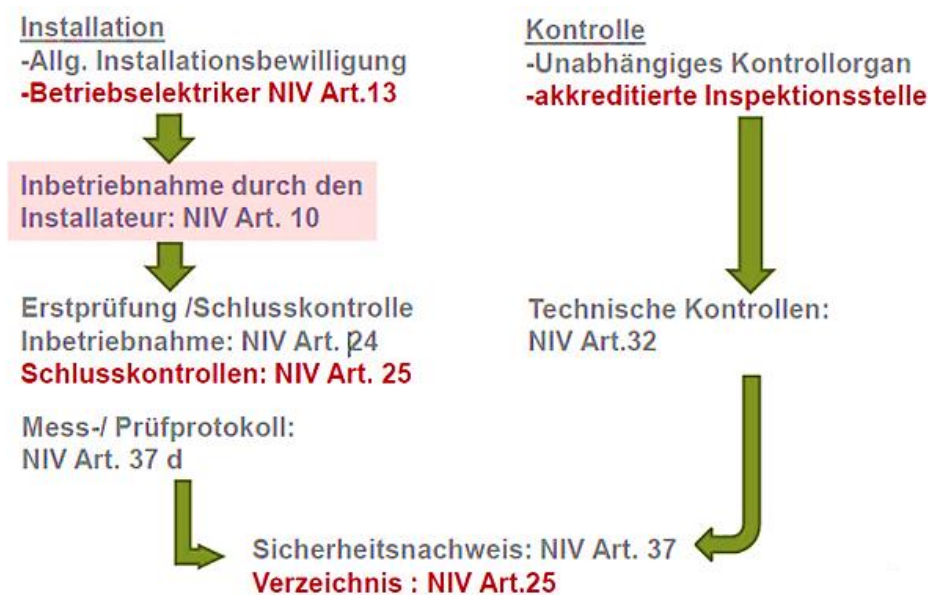 Installation
-Allg. Installationsbewilligung
-Betriebselektriker NIV Art.13
Inbetriebnahme durch den
Installateur: NIV Art. 10
Erstprüfung /Schlusskontrolle
Inbetriebnahme: NIV Art. 24
Schlusskontrollen: NIV Art. 25
Mess-/ Prüfprotokoll:
NIV Art. 37 d
Kontrolle
-Unabhängiges Kontrollorgan
-akkreditierte Inspektionsstelle
Technische Kontrollen:
NIV Art.32
Sicherheitsnachweis: NIV Art. 37
Verzeichnis : NIV Art.25